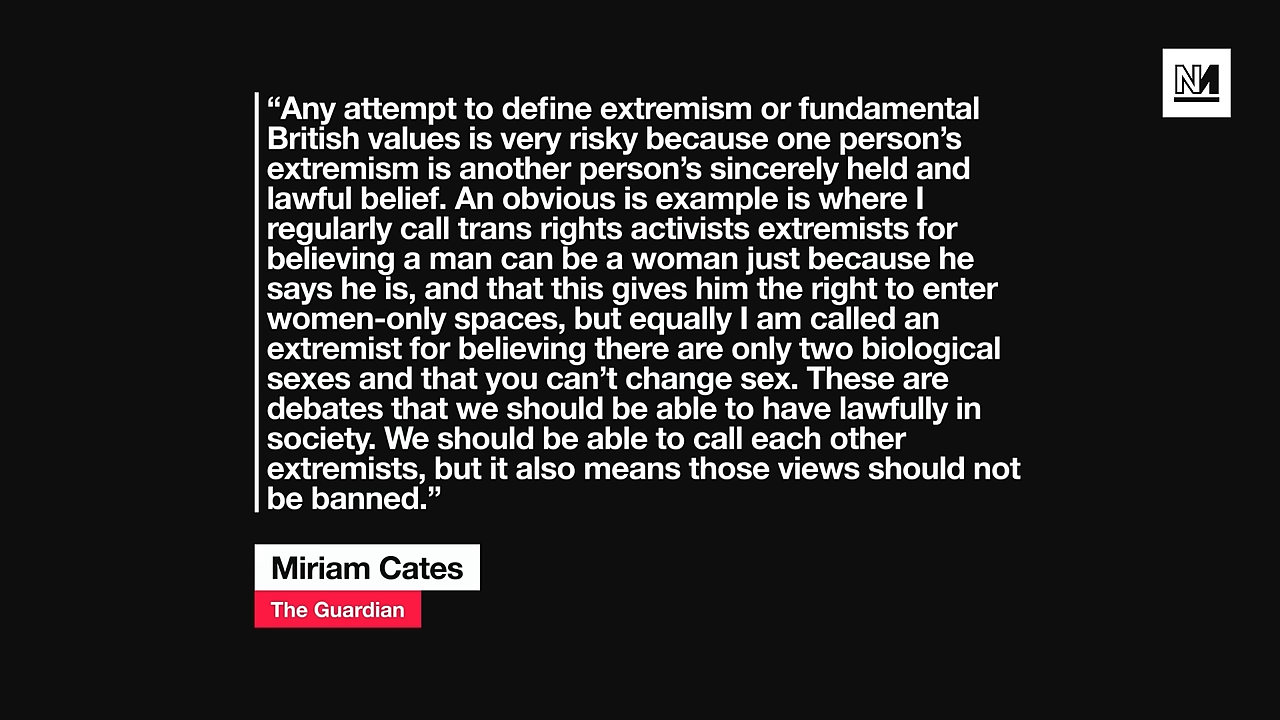 “Any attempt to define extremism or fundamental
British values is very risky because one person’s
extremism is another person’s sincerely held and
lawful belief. An obvious is example is where I
regularly call trans rights activists extremists for
believing a man can be a woman just because he
says he is, and that this gives him the right to enter
women-only spaces, but equally I am called an
extremist for believing there are only two biological
sexes and that you can’t change sex. These are
debates that we should be able to have lawfully in
society. We should be able to call each other
extremists, but it also means those views should not
be banned.”
Miriam Cates
The Guardian
NM